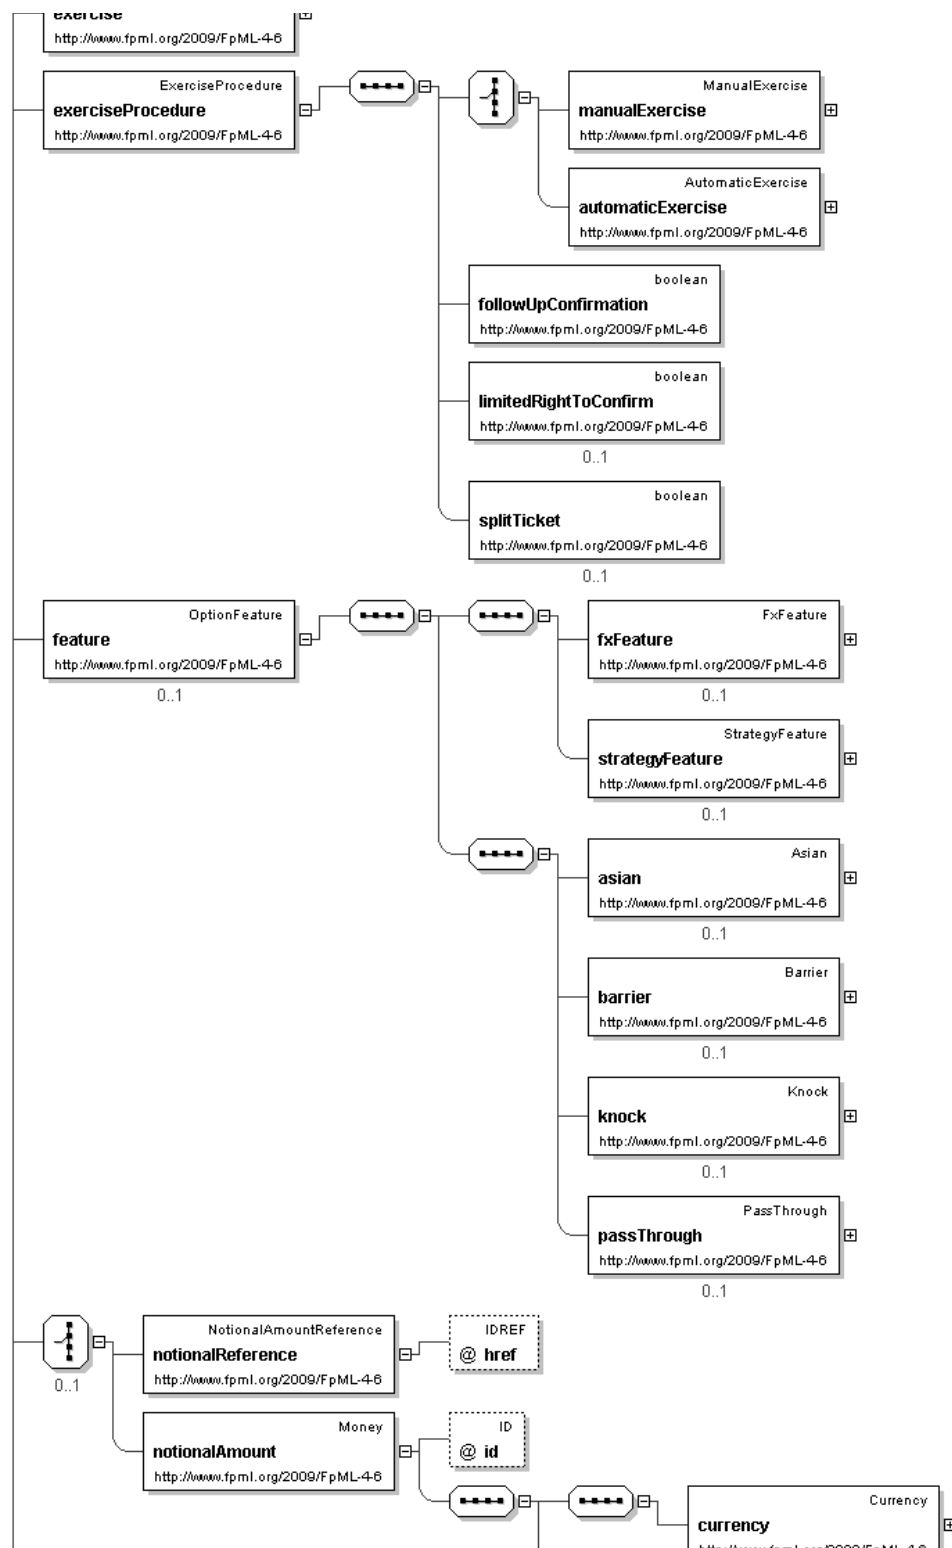 exercise
http://www.fpml.org/2009/FpML-4-6
ExerciseProcedure
exerciseProcedure
http://www.fpml.org/2009/FpML-4-6
ManualExercise
manualExercise
http://www.fpml.org/2009/FpML-4-6
AutomaticExercise
automaticExercise
http://www.fpml.org/2009/FpML-4-6
boolean
followUpConfirmation
http://www.fpml.org/2009/FpML-4-6
boolean
limitedRightToConfirm
http://www.fpml.org/2009/FpML-4-6
0..1
boolean
splitTicket
http://www.fpml.org/2009/FpML-4-6
0..1
OptionFeature
feature
http://www.fpml.org/2009/FpML-4-6
0..1
FxFeature
fxFeature
http://www.fpml.org/2009/FpML-4-6
0..1
StrategyFeature
strategyFeature
http://www.fpml.org/2009/FpML-4-6
0..1
Asian
asian
http://www.fpml.org/2009/FpML-4-6
0..1
Barrier
barrier
http://www.fpml.org/2009/FpML-4-6
0..1
Knock
knock
http://www.fpml.org/2009/FpML-4-6
0..1
PassThrough
passThrough
http://www.fpml.org/2009/FpML-4-6
0..1
0..1
NotionalAmountReference
notionalReference
http://www.fpml.org/2009/FpML-4-6
IDREF
@ href
Money
notionalAmount
http://www.fpml.org/2009/FpML-4-6
ID
@ id
Currency
currency
http://www.fpml.org/2009/FpML-4-6